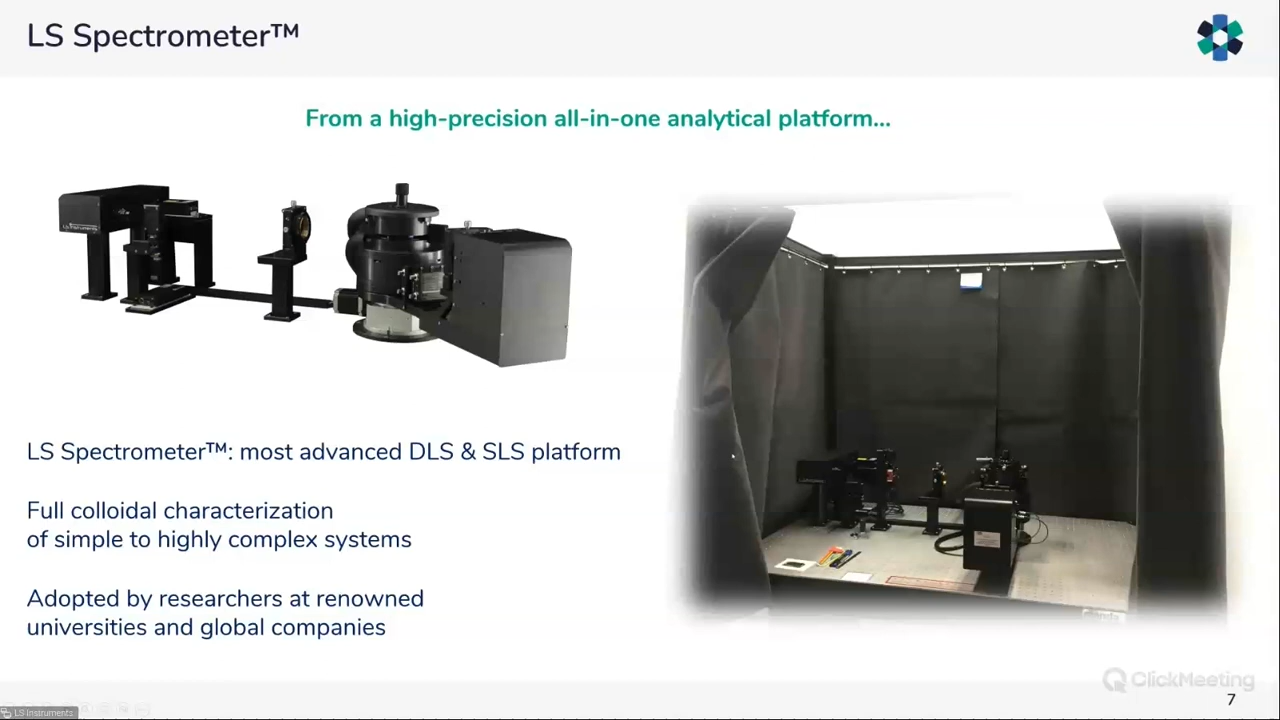 LS Spectrometer™
From a high-precision all-in-one analytical platform...
LS Instruments
LS Spectrometer™: most advanced DLS & SLS platform
Full colloidal characterization
of simple to highly complex systems
Adopted by researchers at renowned
universities and global companies
ClickMeeting
7
LS Instruments